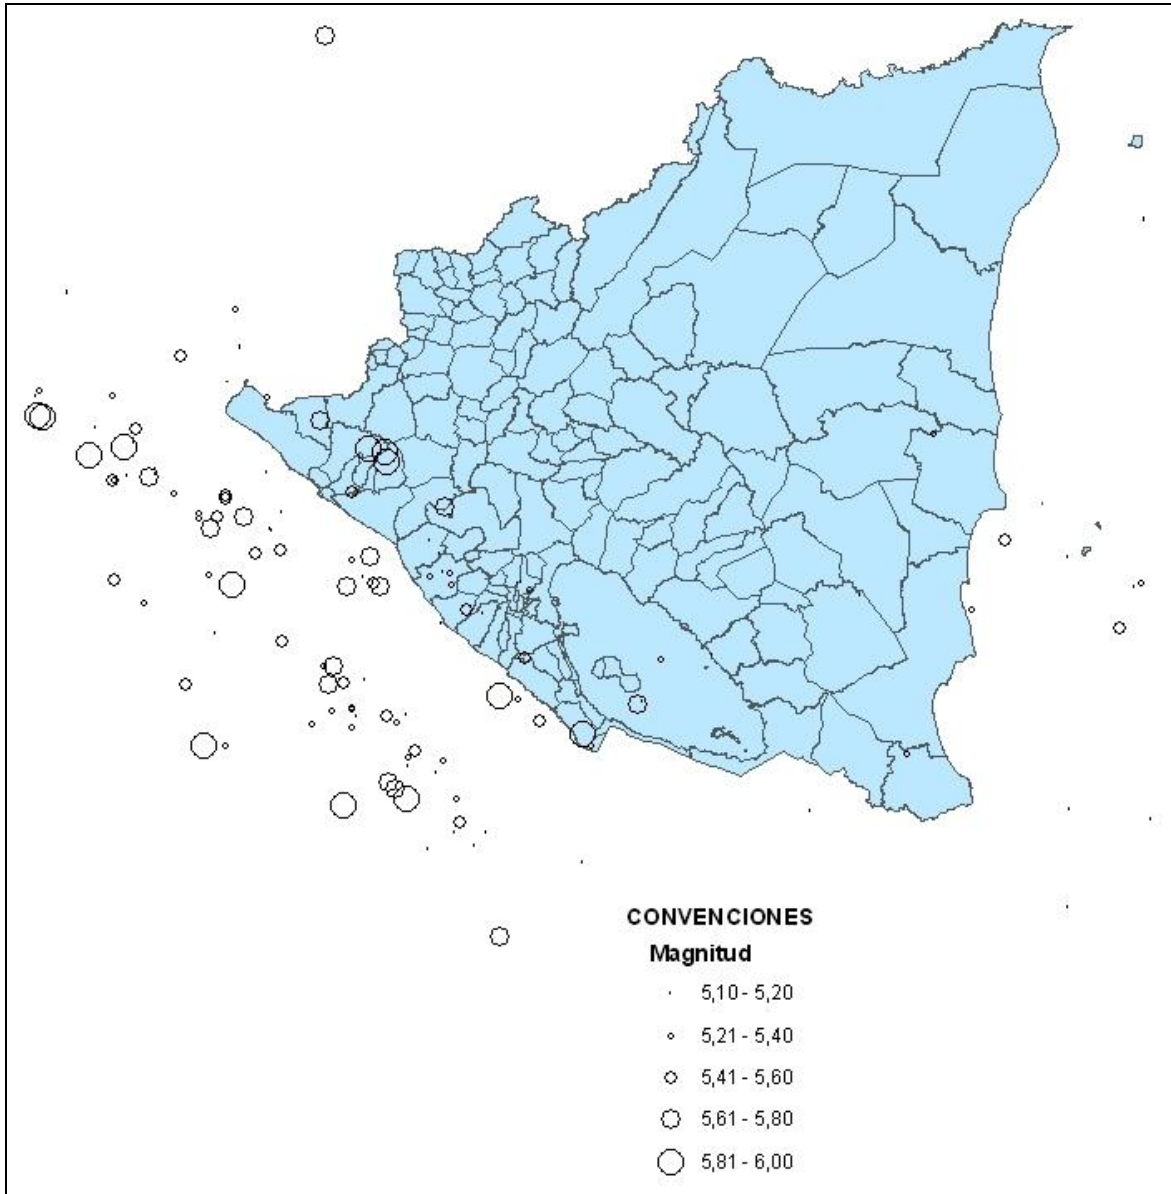 CONVENCIONES
Magnitud
5,10 - 5,20
5,21 - 5,40
5,41 - 5,60
5,61 - 5,80
5,81 - 6,00